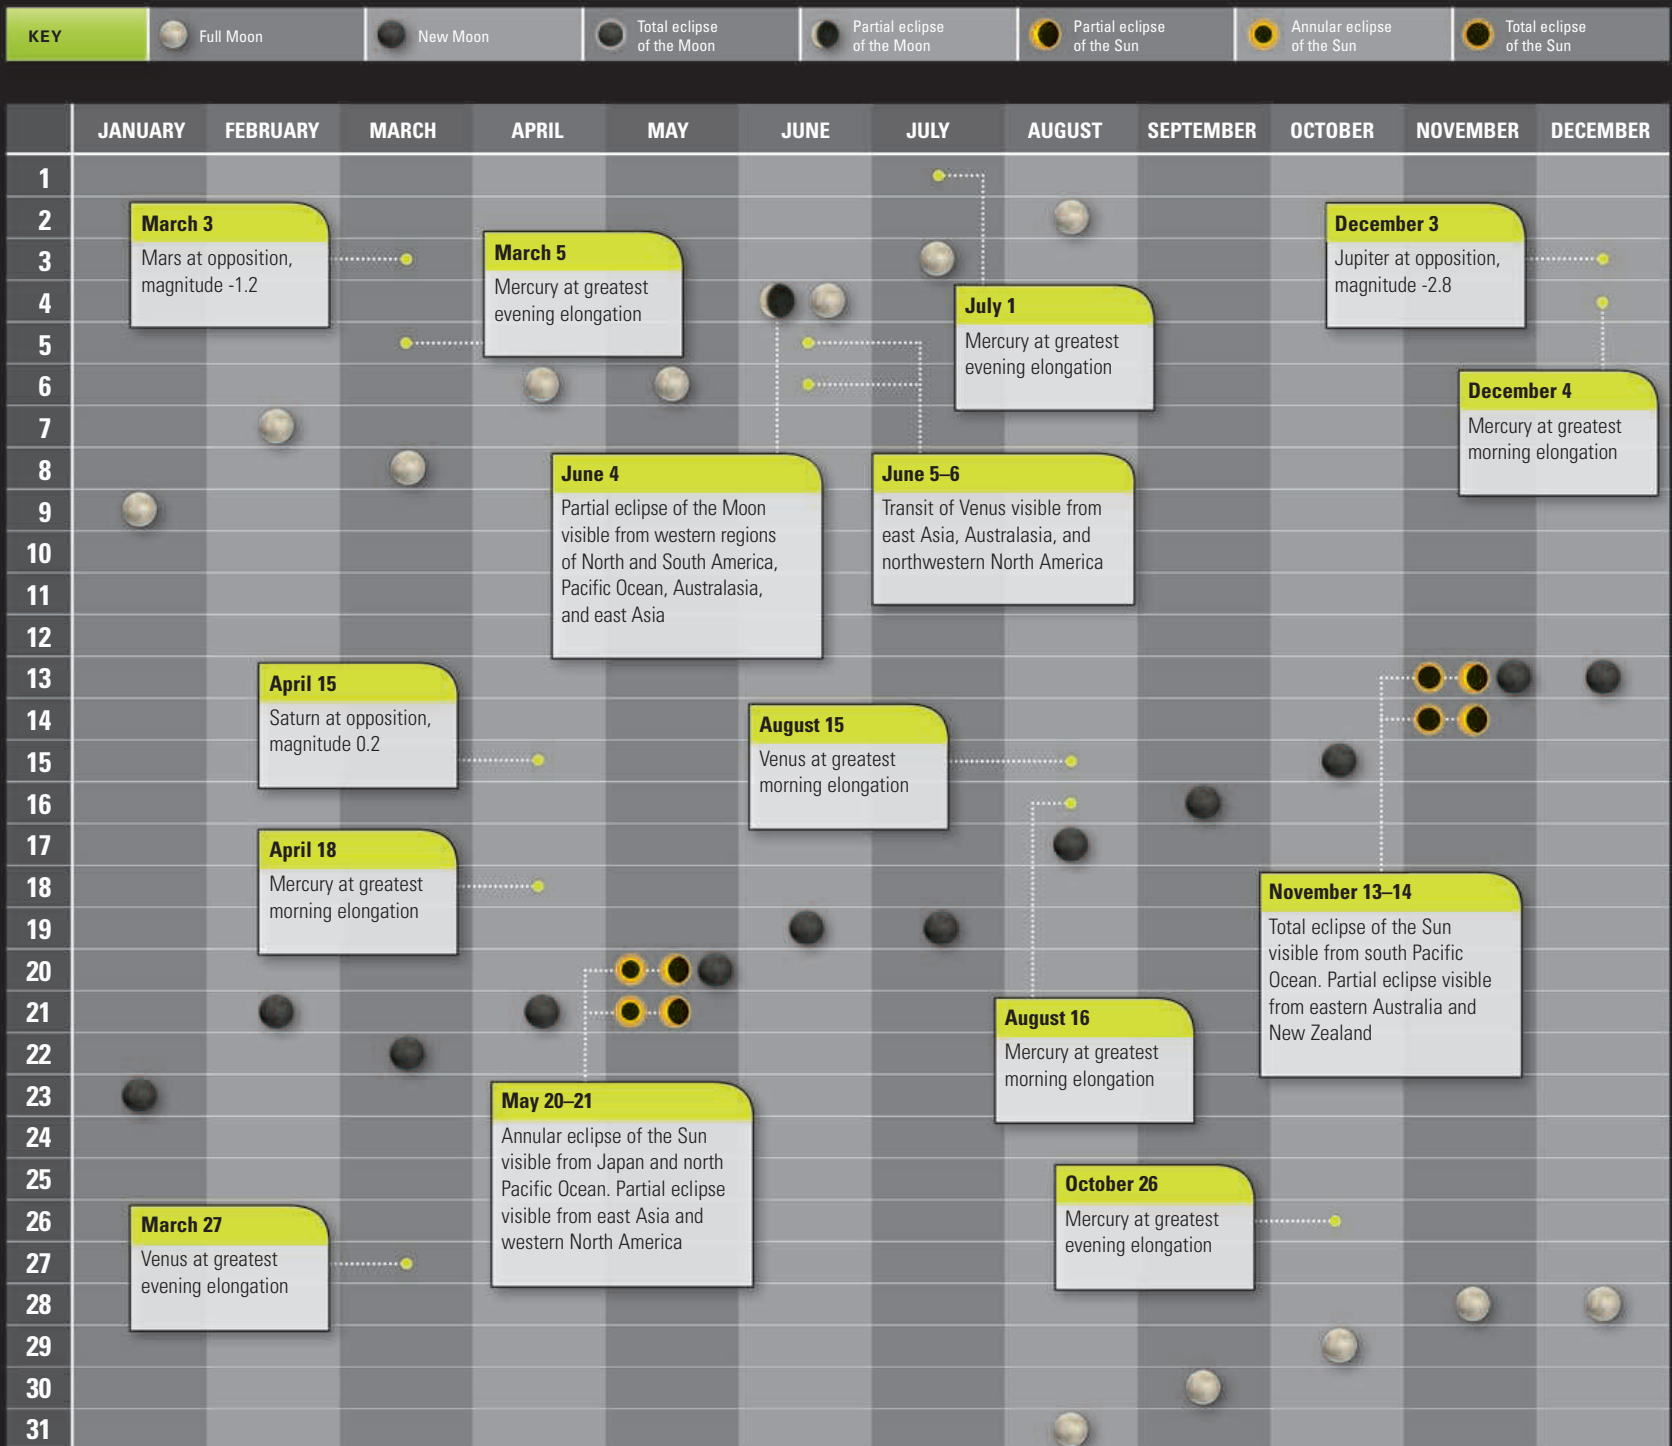 KEY
Full Moon
New Moon
Total eclipse
of the Moon
Partial eclipse
of the Moon
Partial eclipse
of the Sun
Annular eclipse
of the Sun
Total eclipse
of the Sun
JANUARY FEBRUARY MARCH APRIL MAY JUNE JULY AUGUST SEPTEMBER OCTOBER NOVEMBER DECEMBER
1
2
3
4
5
6
7
8
9
10
11
12
13
14
15
16
17
18
19
20
21
22
23
24
25
26
27
28
29
30
31
March 3
Mars at opposition,
magnitude -1.2
March 5
Mercury at greatest
evening elongation
July 1
Mercury at greatest
evening elongation
December 3
Jupiter at opposition,
magnitude -2.8
December 4
Mercury at greatest
morning elongation
June 4
Partial eclipse of the Moon
visible from western regions
of North and South America,
Pacific Ocean, Australasia,
and east Asia
June 5–6
Transit of Venus visible from
east Asia, Australasia, and
northwestern North America
April 15
Saturn at opposition,
magnitude 0.2
August 15
Venus at greatest
morning elongation
April 18
Mercury at greatest
morning elongation
November 13–14
Total eclipse of the Sun
visible from south Pacific
Ocean. Partial eclipse visible
from eastern Australia and
New Zealand
August 16
Mercury at greatest
morning elongation
May 20–21
Annular eclipse of the Sun
visible from Japan and north
Pacific Ocean. Partial eclipse
visible from east Asia and
western North America
October 26
Mercury at greatest
evening elongation
March 27
Venus at greatest
evening elongation